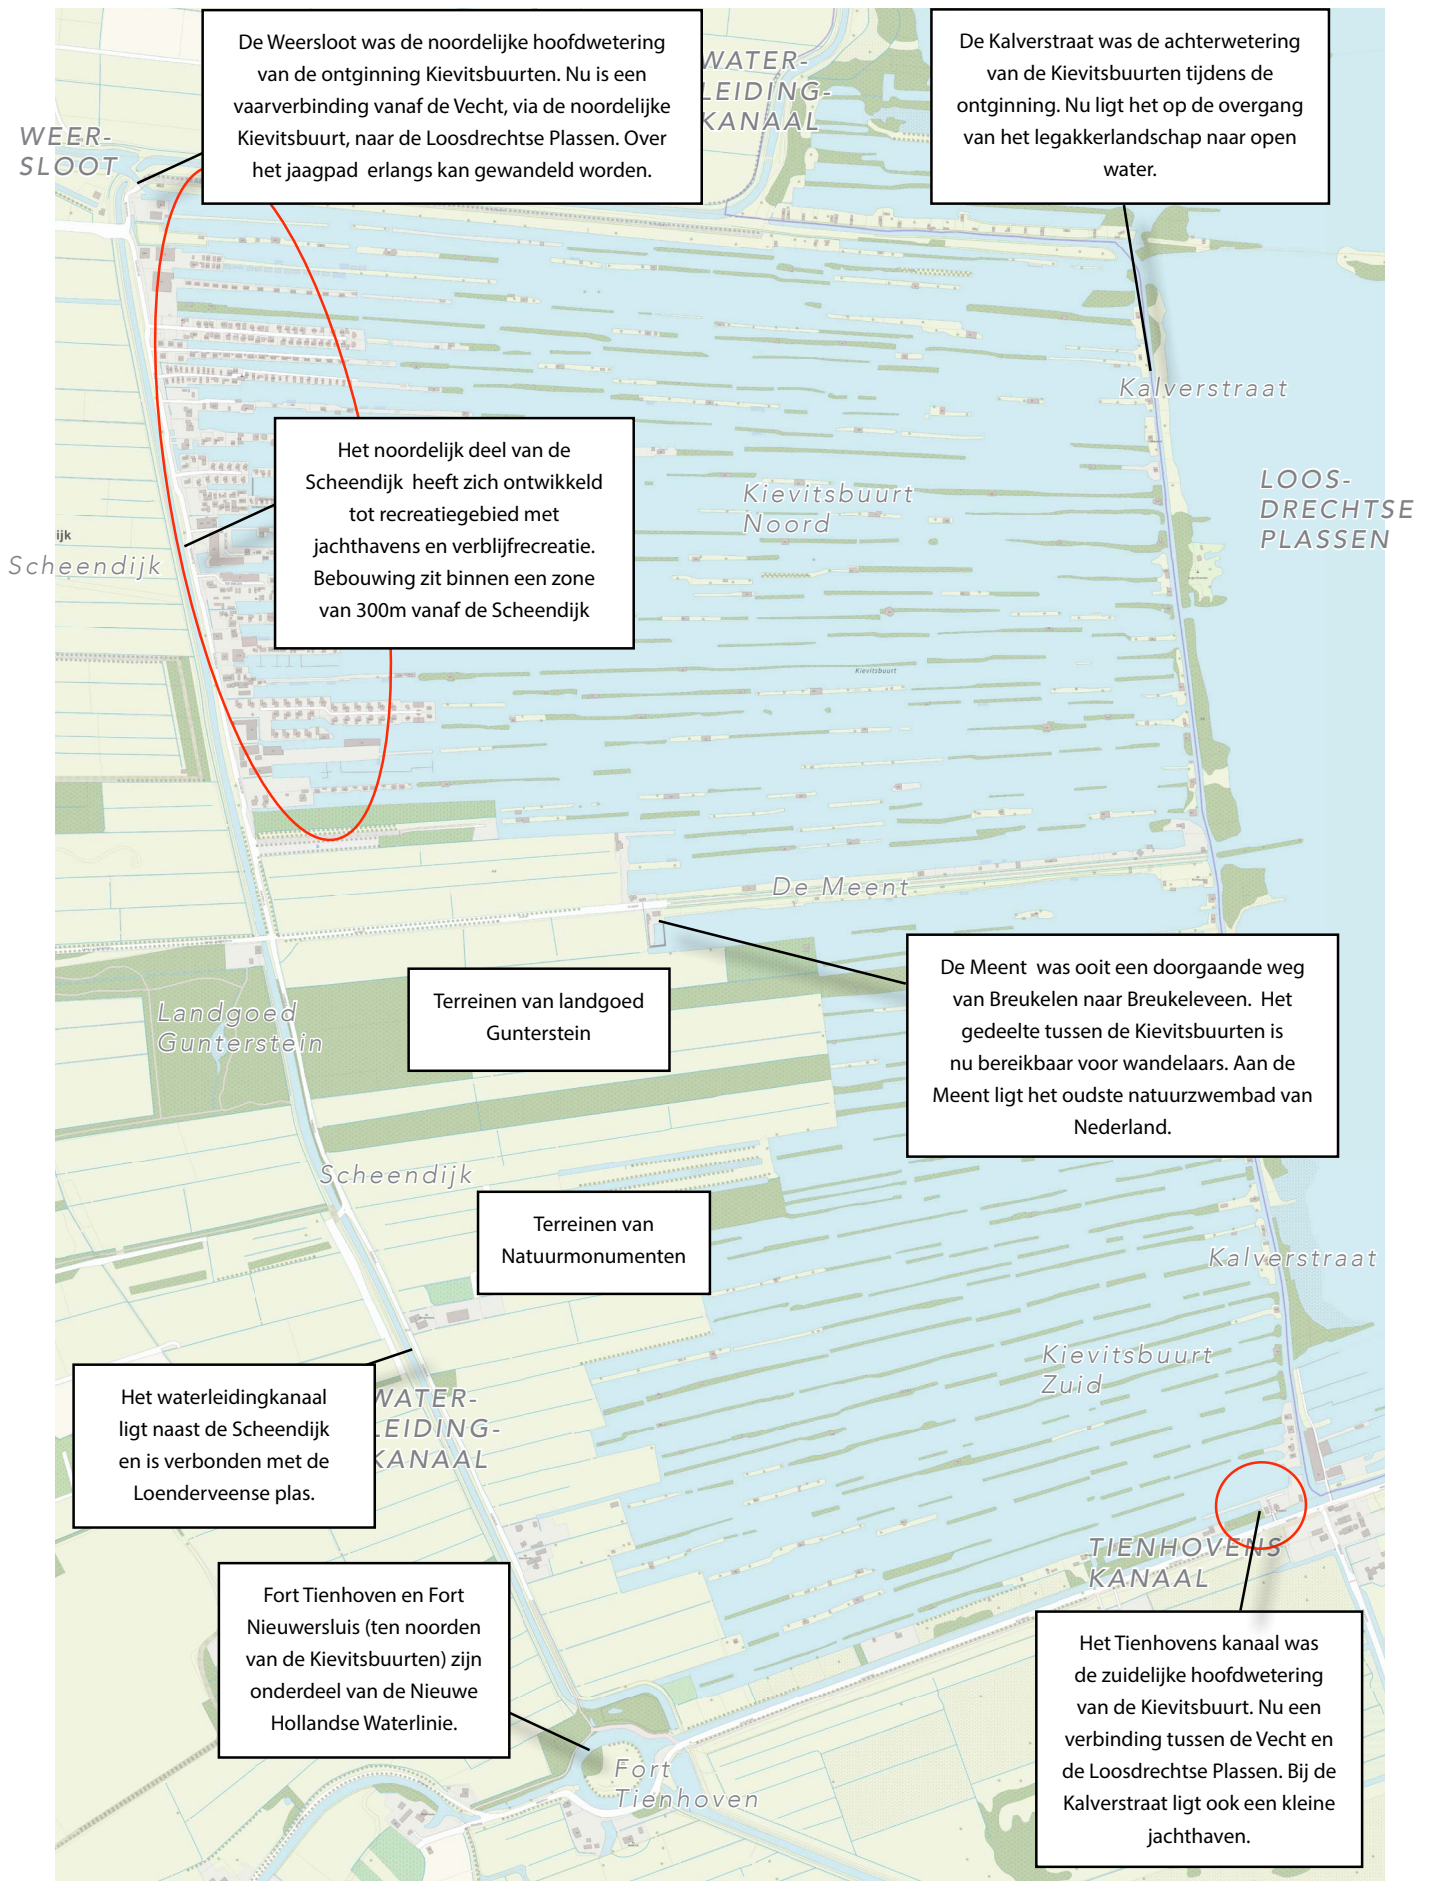 De Weersloot was de noordelijke hoofdwetering
van de ontginning Kievitsbuurten. Nu is een
vaarverbinding vanaf de Vecht, via de noordelijke
Kievitsbuurt, naar de Loosdrechtse Plassen. Over
het jaagpad erlangs kan gewandeld worden.
WATER-
LEIDING-
KANAAL
De Kalverstraat was de achterwetering
van de Kievitsbuurten tijdens de
ontginning. Nu ligt het op de overgang
van het legakkerlandschap naar open
water.
WEER-
SLOOT
Kalverstraat
Het noordelijk deel van de
Scheendijk heeft zich ontwikkeld
tot recreatiegebied met
jachthavens en verblijfrecreatie.
Bebouwing zit binnen een zone
van 300m vanaf de Scheendijk
Kievitsbuurt
Noord
LOOS-
DRECHTSE
PLASSEN
ijk
Scheendijk
Kievitsbuurt
De Meent
De Meent was ooit een doorgaande weg
van Breukelen naar Breukeleveen. Het
gedeelte tussen de Kievitsbuurten is
nu bereikbaar voor wandelaars. Aan de
Meent ligt het oudste natuurzwembad van
Nederland.
Terreinen van landgoed
Gunterstein
Landgoed
Gunterstein
Scheendijk
Terreinen van
Natuurmonumenten
Kalverstraat
Kievitsbuurt
Zuid
Het waterleidingkanaal
ligt naast de Scheendijk
en is verbonden met de
Loenderveense plas.
WATER-
LEIDING-
KANAAL
TIENHOVENS
KANAAL
Fort Tienhoven en Fort
Nieuwersluis (ten noorden
van de Kievitsbuurten) zijn
onderdeel van de Nieuwe
Hollandse Waterlinie.
Het Tienhovens kanaal was
de zuidelijke hoofdwetering
van de Kievitsbuurt. Nu een
verbinding tussen de Vecht en
de Loosdrechtse Plassen. Bij de
Kalverstraat ligt ook een kleine
jachthaven.
Fort
Tienhoven